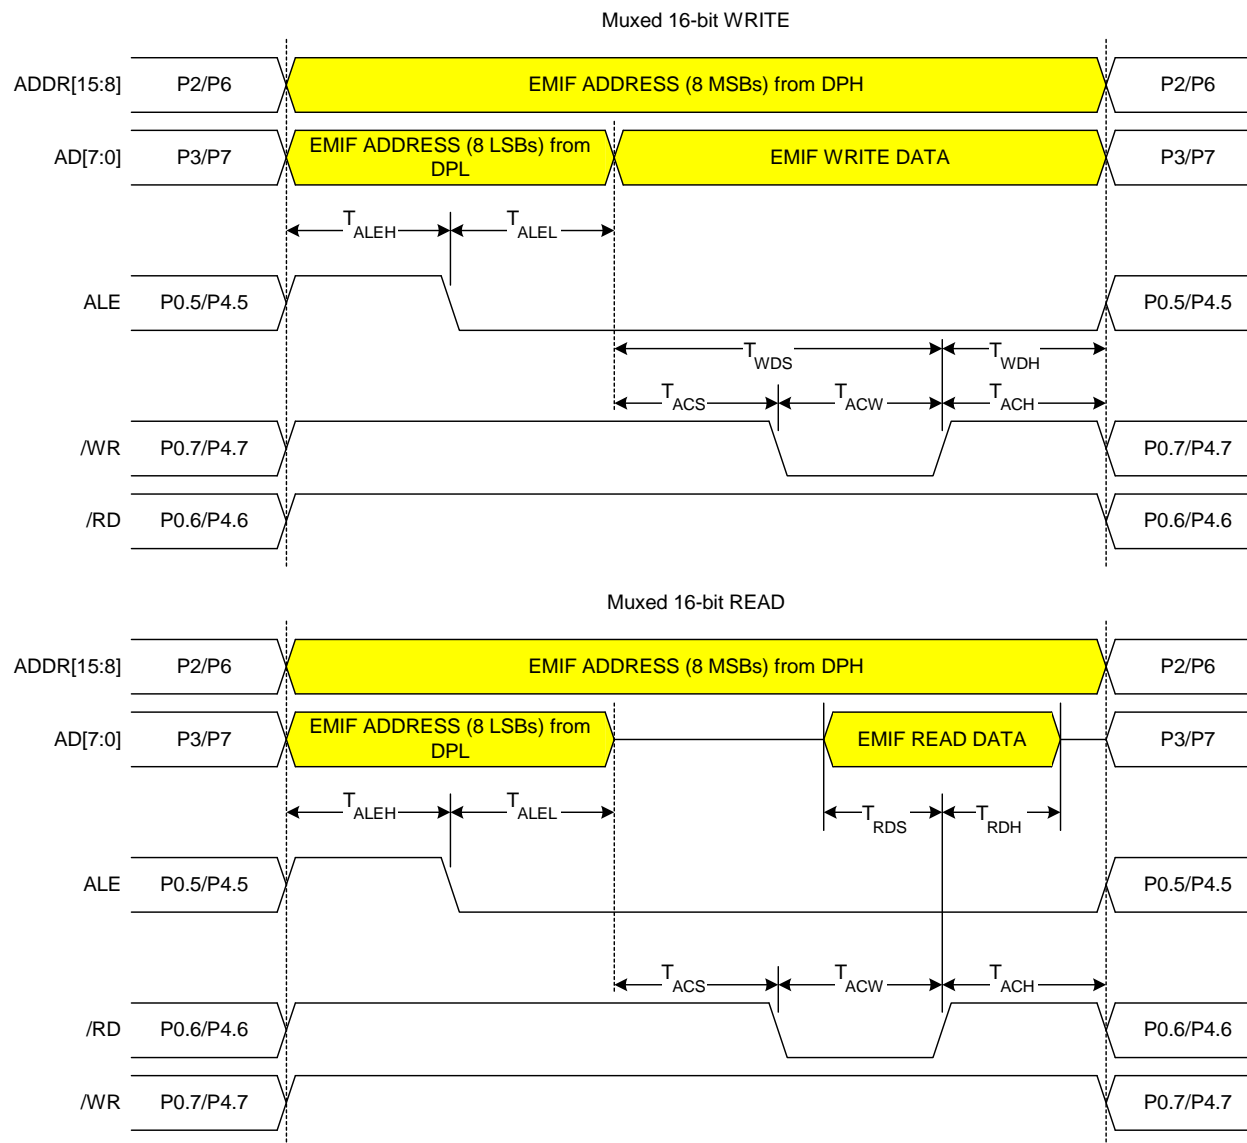 Muxed 16-bit WRITE
ADDR[15:8] P2/P6 EMIF ADDRESS (8 MSBs) from DPH P2/P6
AD[7:0] P3/P7 EMIF ADDRESS (8 LSBs) from DPL EMIF WRITE DATA P3/P7
TALEH TALEL
ALE P0.5/P4.5 P0.5/P4.5
TWDS TWDH
TACS TACW TACH
/WR P0.7/P4.7 P0.7/P4.7
/RD P0.6/P4.6 P0.6/P4.6
Muxed 16-bit READ
ADDR[15:8] P2/P6 EMIF ADDRESS (8 MSBs) from DPH P2/P6
AD[7:0] P3/P7 EMIF ADDRESS (8 LSBs) from DPL EMIF READ DATA P3/P7
TALEH TALEL TRDS TRDH
ALE P0.5/P4.5 P0.5/P4.5
TACS TACW TACH
/RD P0.6/P4.6 P0.6/P4.6
/WR P0.7/P4.7 P0.7/P4.7